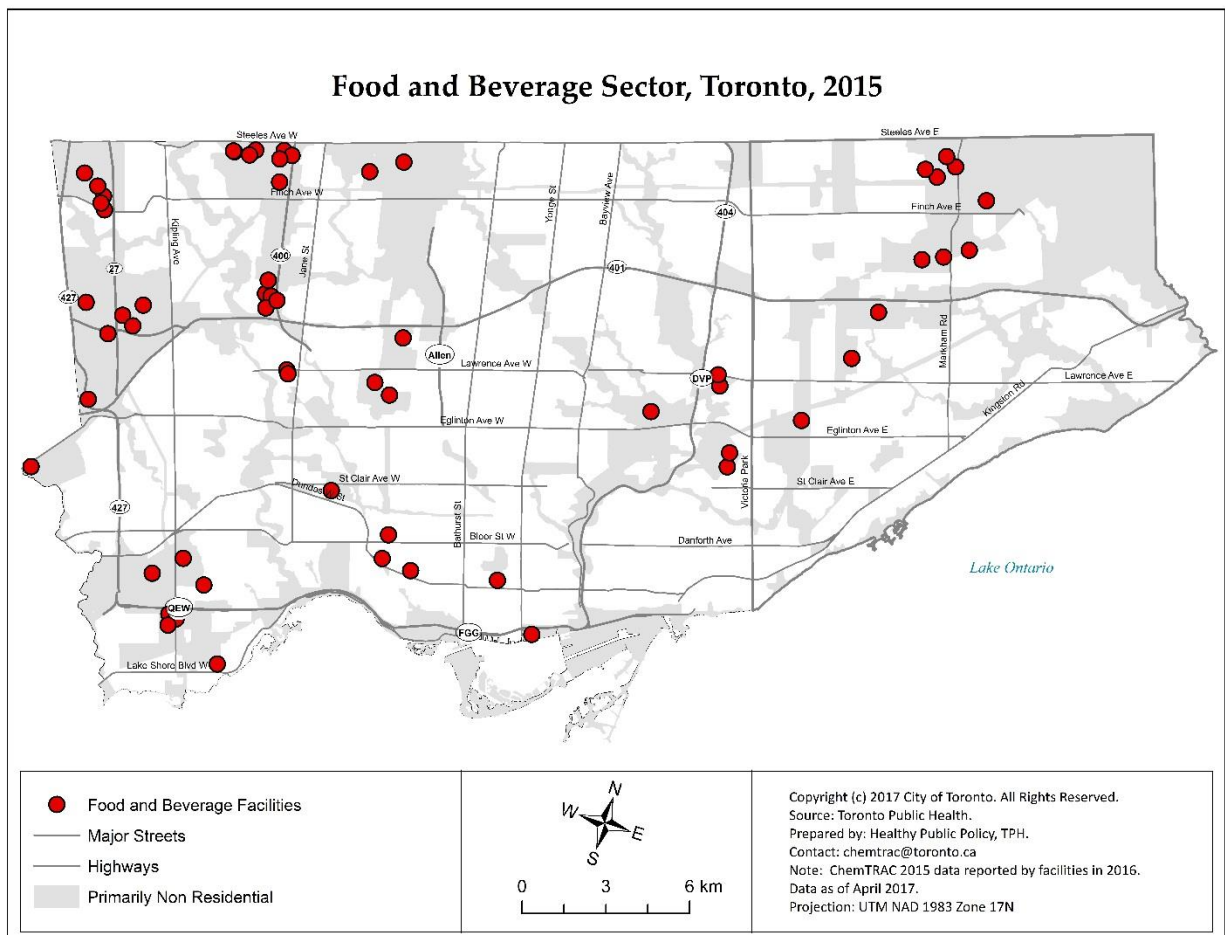 Food and Beverage Sector, Toronto, 2015
Steeles Ave W
Steeles Ave E
Finch Ave W
Finch Ave E
Kipling Ave
Jane St
Yonge St
Bayview Ave
404
400
401
27
427
Markham Rd
Allen
Lawrence Ave W
DVP
Lawrence Ave E
Kingston Rd
Eglinton Ave W
Eglinton Ave E
St Clair Ave W
Dundas St
St Clair Ave E
Victoria Park
427
Bathurst St
Bloor St W
Danforth Ave
Lake Ontario
QEW
FGG
Lake Shore Blvd W
Food and Beverage Facilities
Major Streets
Highways
Primarily Non Residential
N
W
E
S
0 3 6 km
Copyright (c) 2017 City of Toronto. All Rights Reserved.
Source: Toronto Public Health.
Prepared by: Healthy Public Policy, TPH.
Contact: chemtrac@toronto.ca
Note: ChemTRAC 2015 data reported by facilities in 2016.
Data as of April 2017.
Projection: UTM NAD 1983 Zone 17N